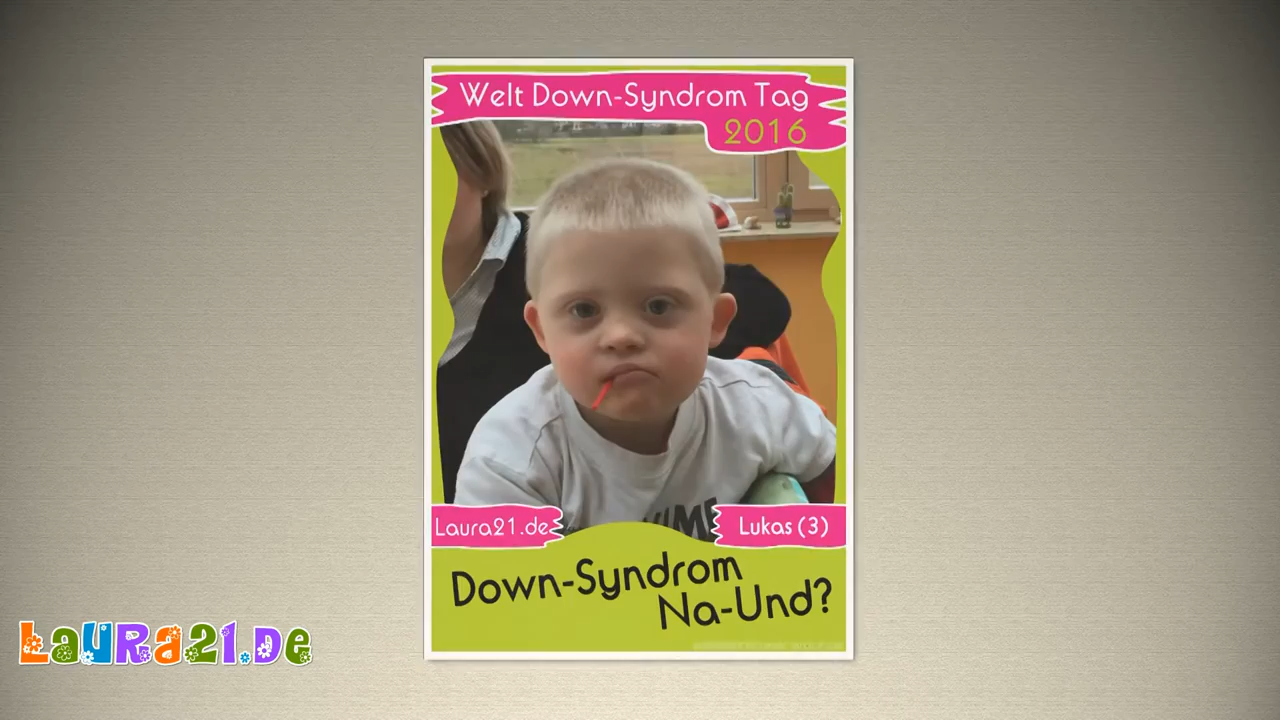 Welt Down-Syndrom Tag
2016
Laura21.de
Lukas (3)
Down-Syndrom
Na-Und?
LaURa21.De